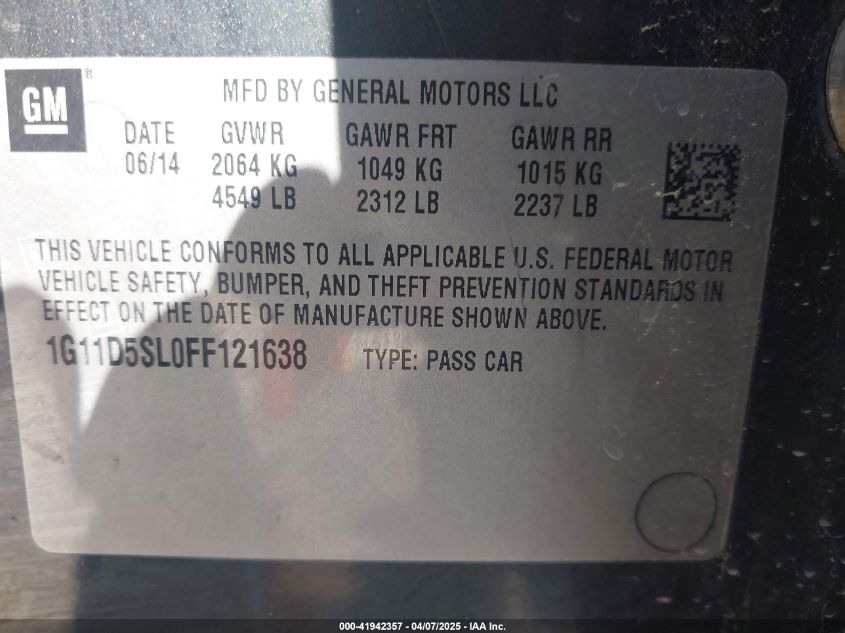 GM®
MFD BY GENERAL MOTORS LLC
DATE GVWR GAWR FRT GAWR RR
06/14 2064 KG 1049 KG 1015 KG
4549 LB 2312 LB 2237 LB
THIS VEHICLE CONFORMS TO ALL APPLICABLE U.S. FEDERAL MOTOR
VEHICLE SAFETY, BUMPER, AND THEFT PREVENTION STANDARDS IN
EFFECT ON THE DATE OF MANUFACTURE SHOWN ABOVE.
1G11D5SL0FF121638 TYPE: PASS CAR
000-41942357 - 04/07/2025 - IAA Inc.